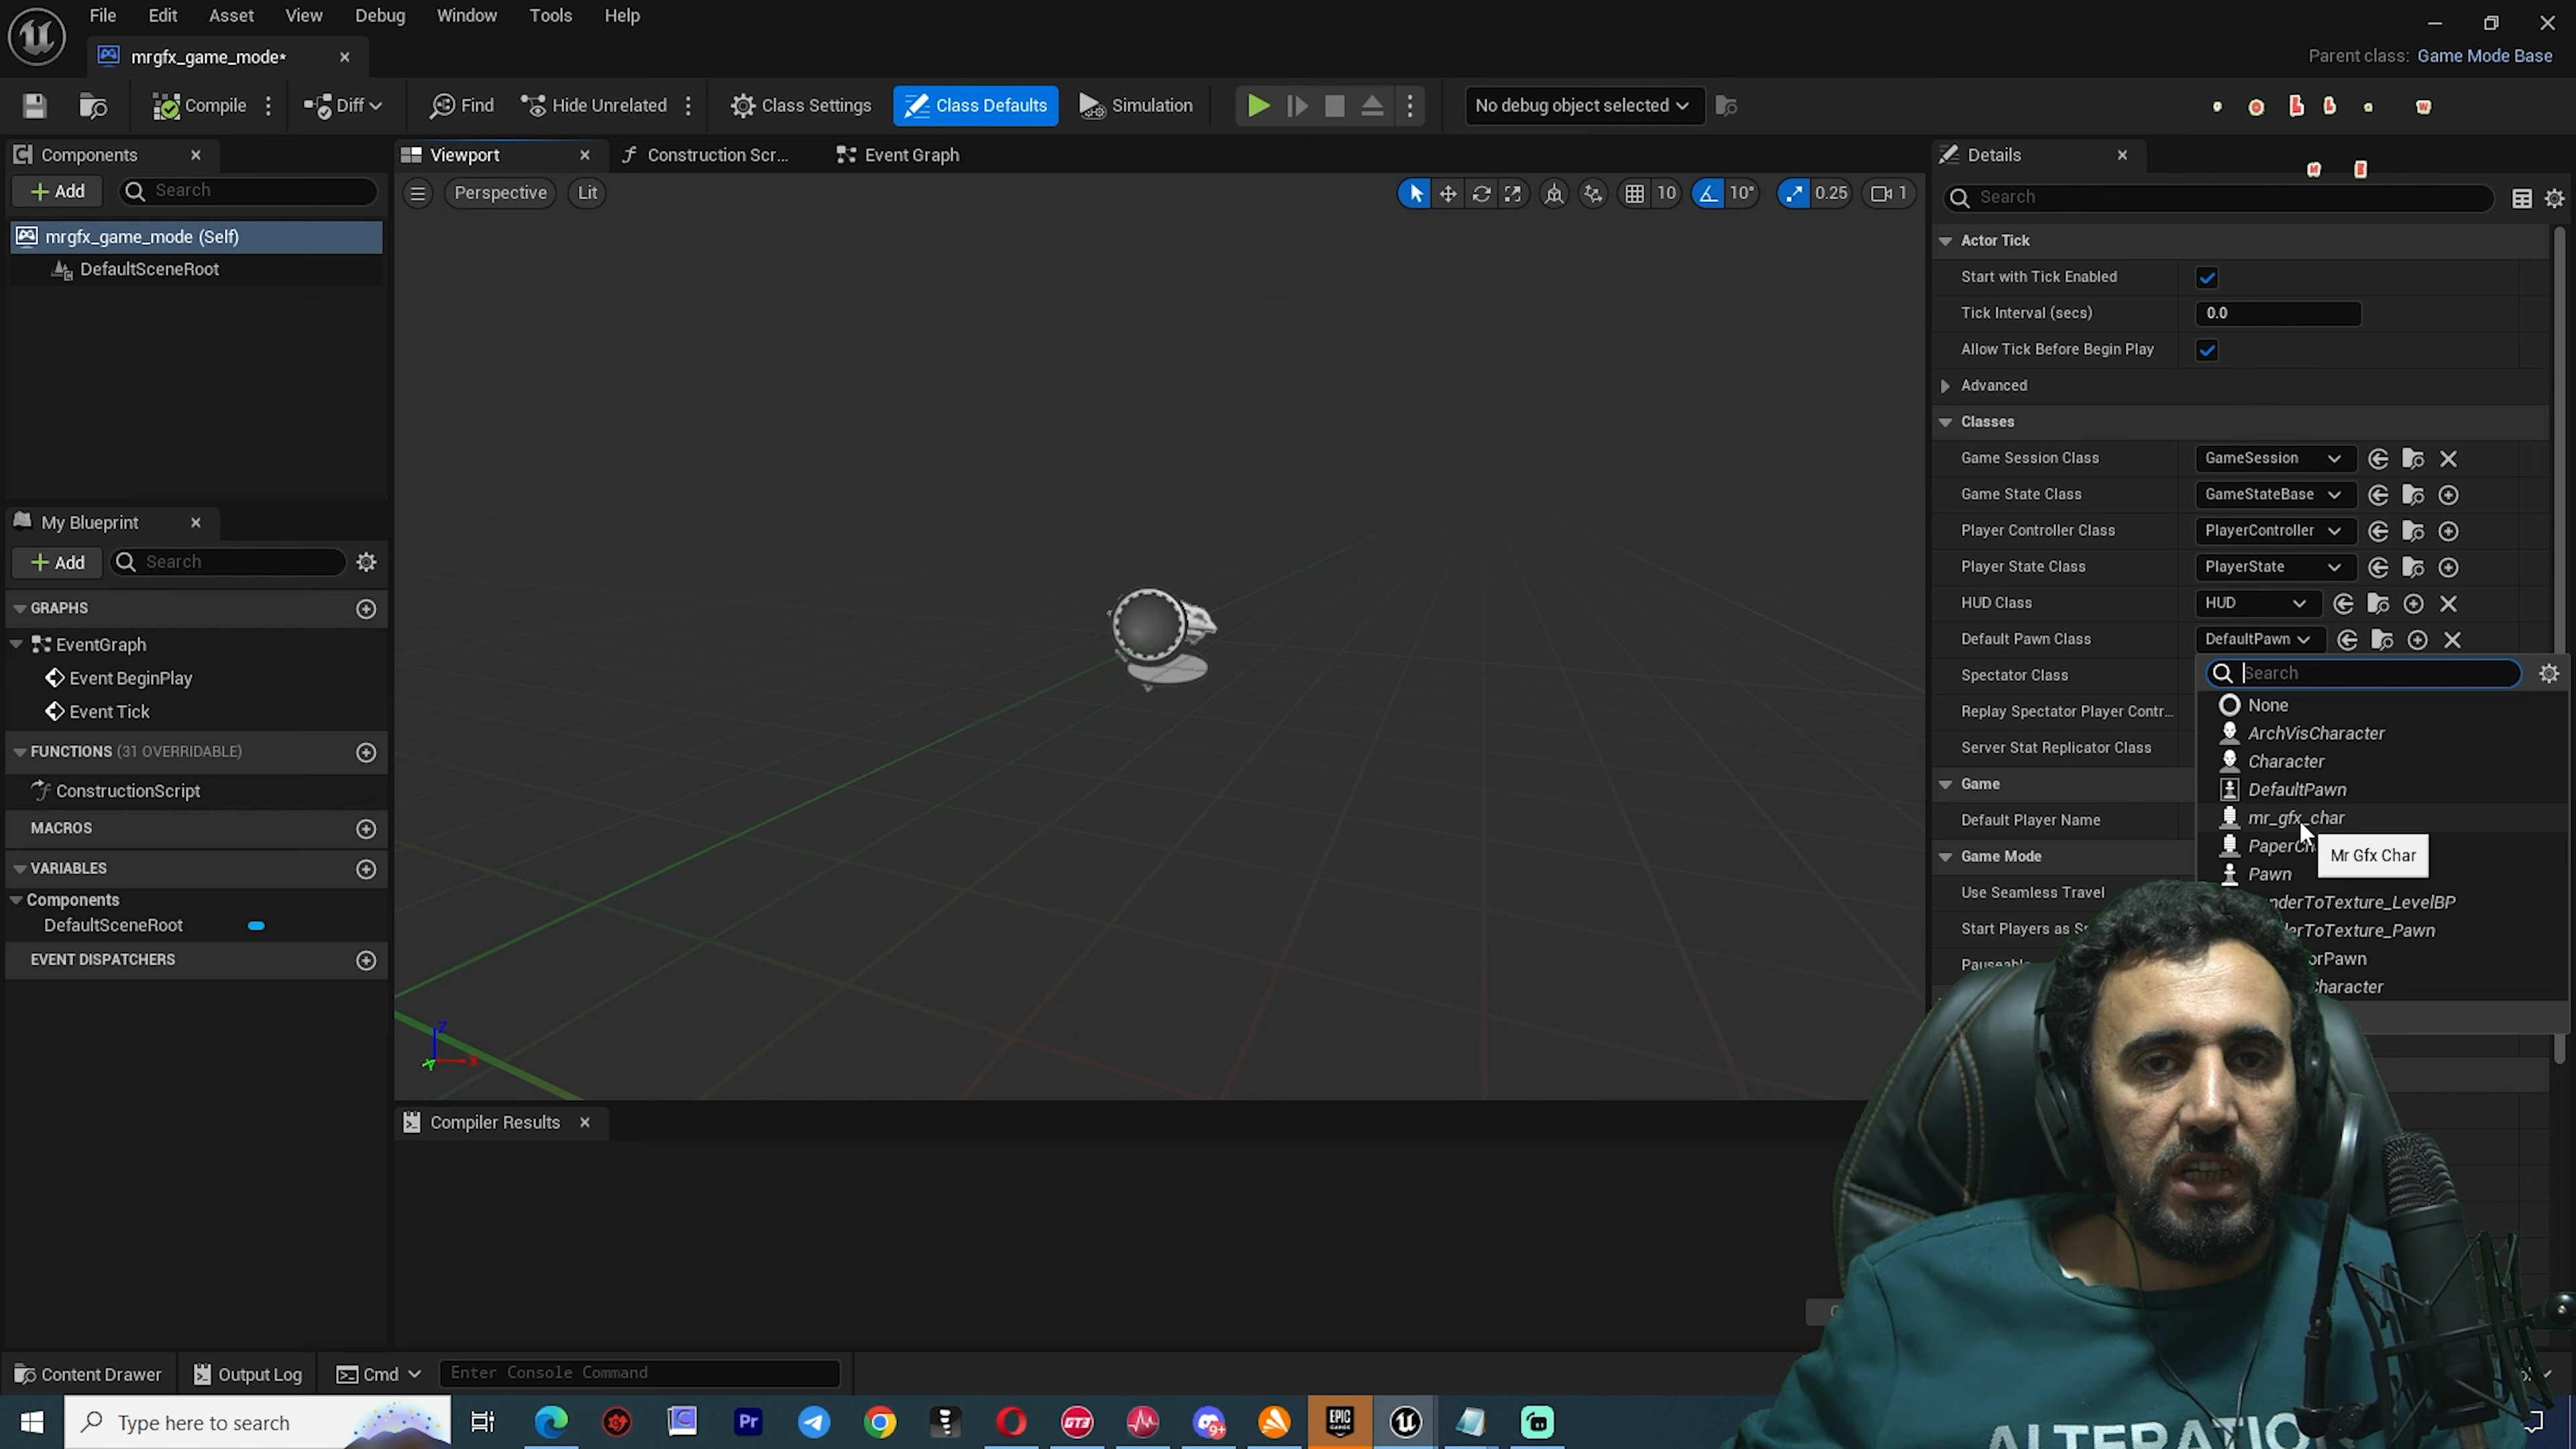 File Edit Asset View Debug Window Tools Help
mrgfx_game_mode*
Parent class: Game Mode Base
Compile Diff Find Hide Unrelated Class Settings Class Defaults Simulation No debug object selected
Components
Add Search
mrgfx_game_mode (Self)
DefaultSceneRoot
My Blueprint
Add Search
GRAPHS
EventGraph
Event BeginPlay
Event Tick
FUNCTIONS (31 OVERRIDABLE)
ConstructionScript
MACROS
VARIABLES
Components
DefaultSceneRoot
EVENT DISPATCHERS
Viewport Construction Scr... Event Graph
Perspective Lit 10 10° 0.25 1
Z
X
Y
Compiler Results
Details
Search
Actor Tick
Start with Tick Enabled
Tick Interval (secs) 0.0
Allow Tick Before Begin Play
Advanced
Classes
Game Session Class GameSession
Game State Class GameStateBase
Player Controller Class PlayerController
Player State Class PlayerState
HUD Class HUD
Default Pawn Class DefaultPawn
Spectator Class
Replay Spectator Player Contr...
Server Stat Replicator Class
Game
Default Player Name
Game Mode
Use Seamless Travel
Start Players as
Search
None
ArchVisCharacter
Character
DefaultPawn
mr_gfx_char
Mr Gfx Char
Pawn
Content Drawer Output Log Cmd Enter Console Command
Type here to search
Pr
GT3
9+
EPIC
GAMES